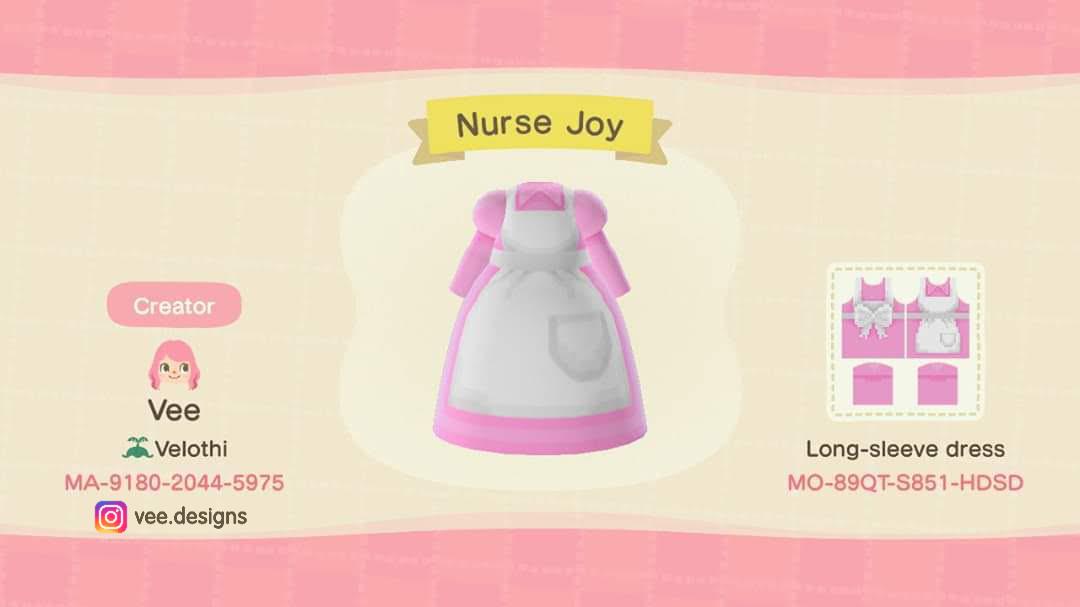 Nurse Joy
Creator
Vee
Velothi
MA-9180-2044-5975
vee.designs
Long-sleeve dress
MO-89QT-S851-HDSD